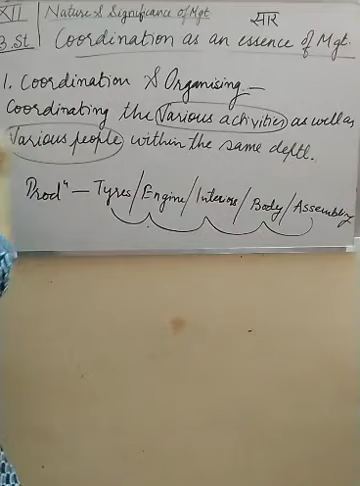 XII Nature & Significance of Mgt
सार
B.St Coordination as an essence of Mgt.
1. Coordination & Organising -
Coordinating the Various activities as well as
Various people within the same deptt.
Prodⁿ - Tyres/Engine/Interiors/Body/Assembling